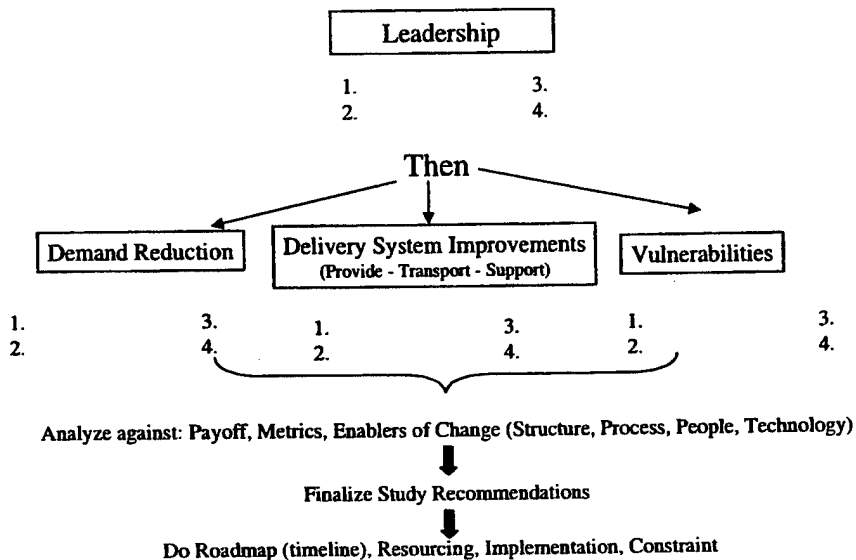 Leadership
1. 3.
2. 4.
Then
Demand Reduction
Delivery System Improvements
(Provide - Transport - Support)
Vulnerabilities
1. 3. 1. 3. 1. 3.
2. 4. 2. 4. 2. 4.
Analyze against: Payoff, Metrics, Enablers of Change (Structure, Process, People, Technology)
Finalize Study Recommendations
Do Roadmap (timeline), Resourcing, Implementation, Constraint